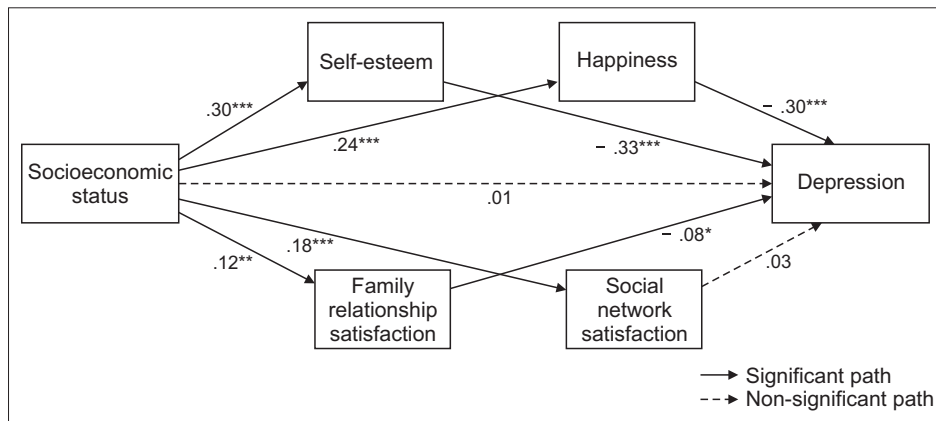 Self-esteem
Happiness
.30***
– .30***
.24***
– .33***
Socioeconomic
status
Depression
.01
.18***
– .08*
.12**
.03
Family
relationship
satisfaction
Social
network
satisfaction
Significant path
Non-significant path